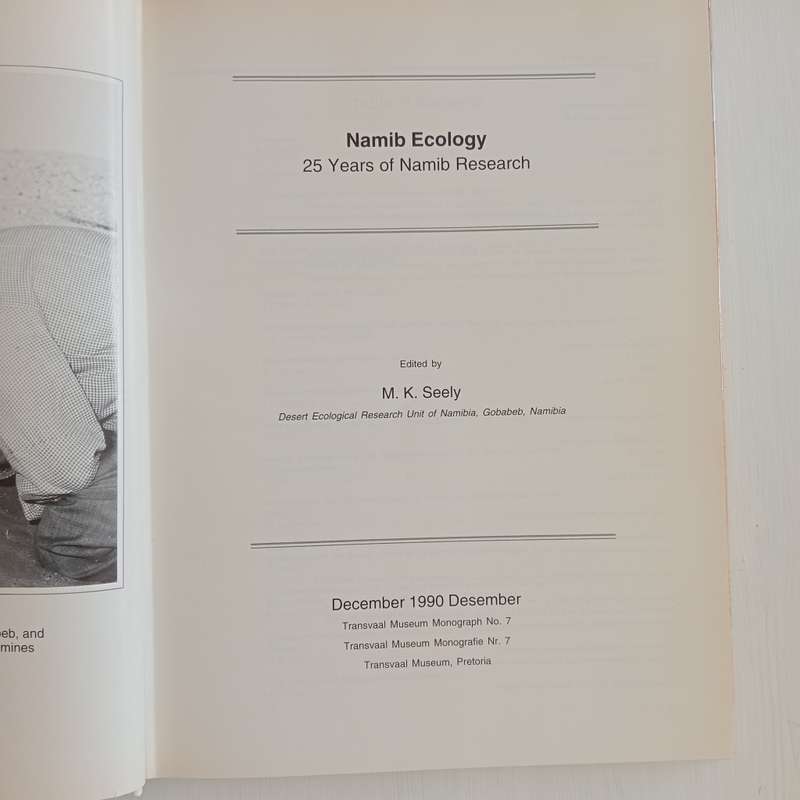 Namib Ecology
25 Years of Namib Research
Edited by
M. K. Seely
Desert Ecological Research Unit of Namibia, Gobabeb, Namibia
December 1990 Desember
Transvaal Museum Monograph No. 7
Transvaal Museum Monografie Nr. 7
Transvaal Museum, Pretoria
eb, and
mines